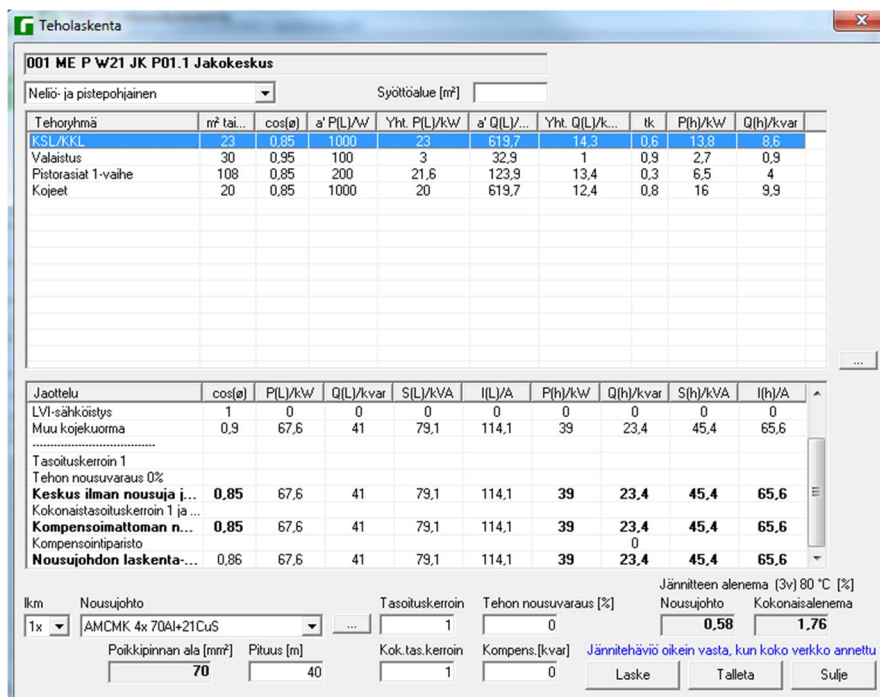 Teholaskenta
001 ME P W21 JK P01.1 Jakokeskus
Neliö- ja pistepohjainen Syöttöalue [m²]
Tehoryhmä m² tai... cos(ø) a' P(L)/W Yht. P(L)/kW a' Q(L)/... Yht. Q(L)/k... tk P(h)/kW Q(h)/kvar
KSL/KKL 23 0,85 1000 23 619,7 14,3 0,6 13,8 8,6
Valaistus 30 0,95 100 3 32,9 1 0,9 2,7 0,9
Pistorasiat 1-vaihe 108 0,85 200 21,6 123,9 13,4 0,3 6,5 4
Kojeet 20 0,85 1000 20 619,7 12,4 0,8 16 9,9
...
Jaottelu cos(ø) P(L)/kW Q(L)/kvar S(L)/kVA I(L)/A P(h)/kW Q(h)/kvar S(h)/kVA I(h)/A
LVI-sähköistys 1 0 0 0 0 0 0 0 0
Muu kojekuorma 0,9 67,6 41 79,1 114,1 39 23,4 45,4 65,6
-----------------------------------
Tasoituskerroin 1
Tehon nousuvaraus 0%
Keskus ilman nousuja j... 0,85 67,6 41 79,1 114,1 39 23,4 45,4 65,6
Kokonaistasoituskerroin 1 ja ...
Kompensoimattoman n... 0,85 67,6 41 79,1 114,1 39 23,4 45,4 65,6
Kompensointiparisto 0
Nousujohdon laskenta-... 0,86 67,6 41 79,1 114,1 39 23,4 45,4 65,6
Jännitteen alenema (3v) 80 °C [%]
lkm Nousujohto Tasoituskerroin Tehon nousuvaraus [%] Nousujohto Kokonaisalenema
1x AMCMK 4x 70Al+21CuS ... 1 0 0,58 1,76
Poikkipinnan ala [mm²] Pituus [m] Kok.tas.kerroin Kompens.[kvar] Jännitehäviö oikein vasta, kun koko verkko annettu
70 40 1 0 Laske Talleta Sulje